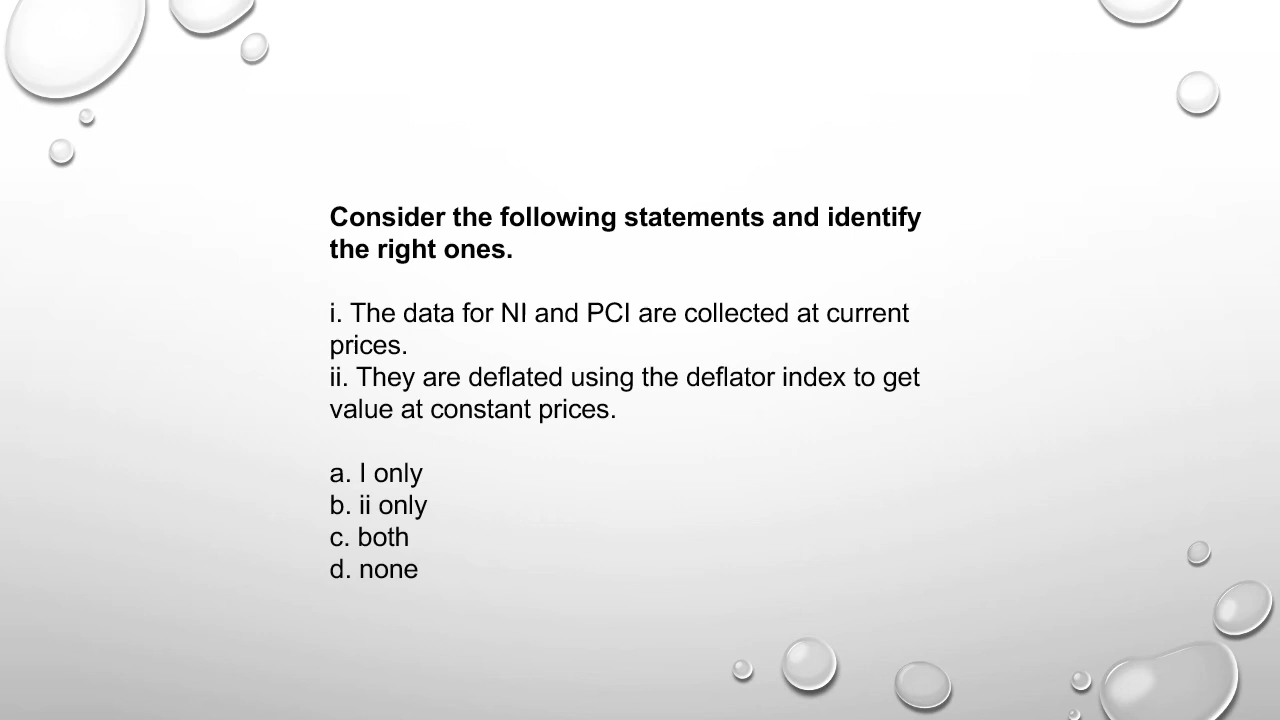 Consider the following statements and identify
the right ones.
i. The data for NI and PCI are collected at current
prices.
ii. They are deflated using the deflator index to get
value at constant prices.
a. I only
b. ii only
c. both
d. none